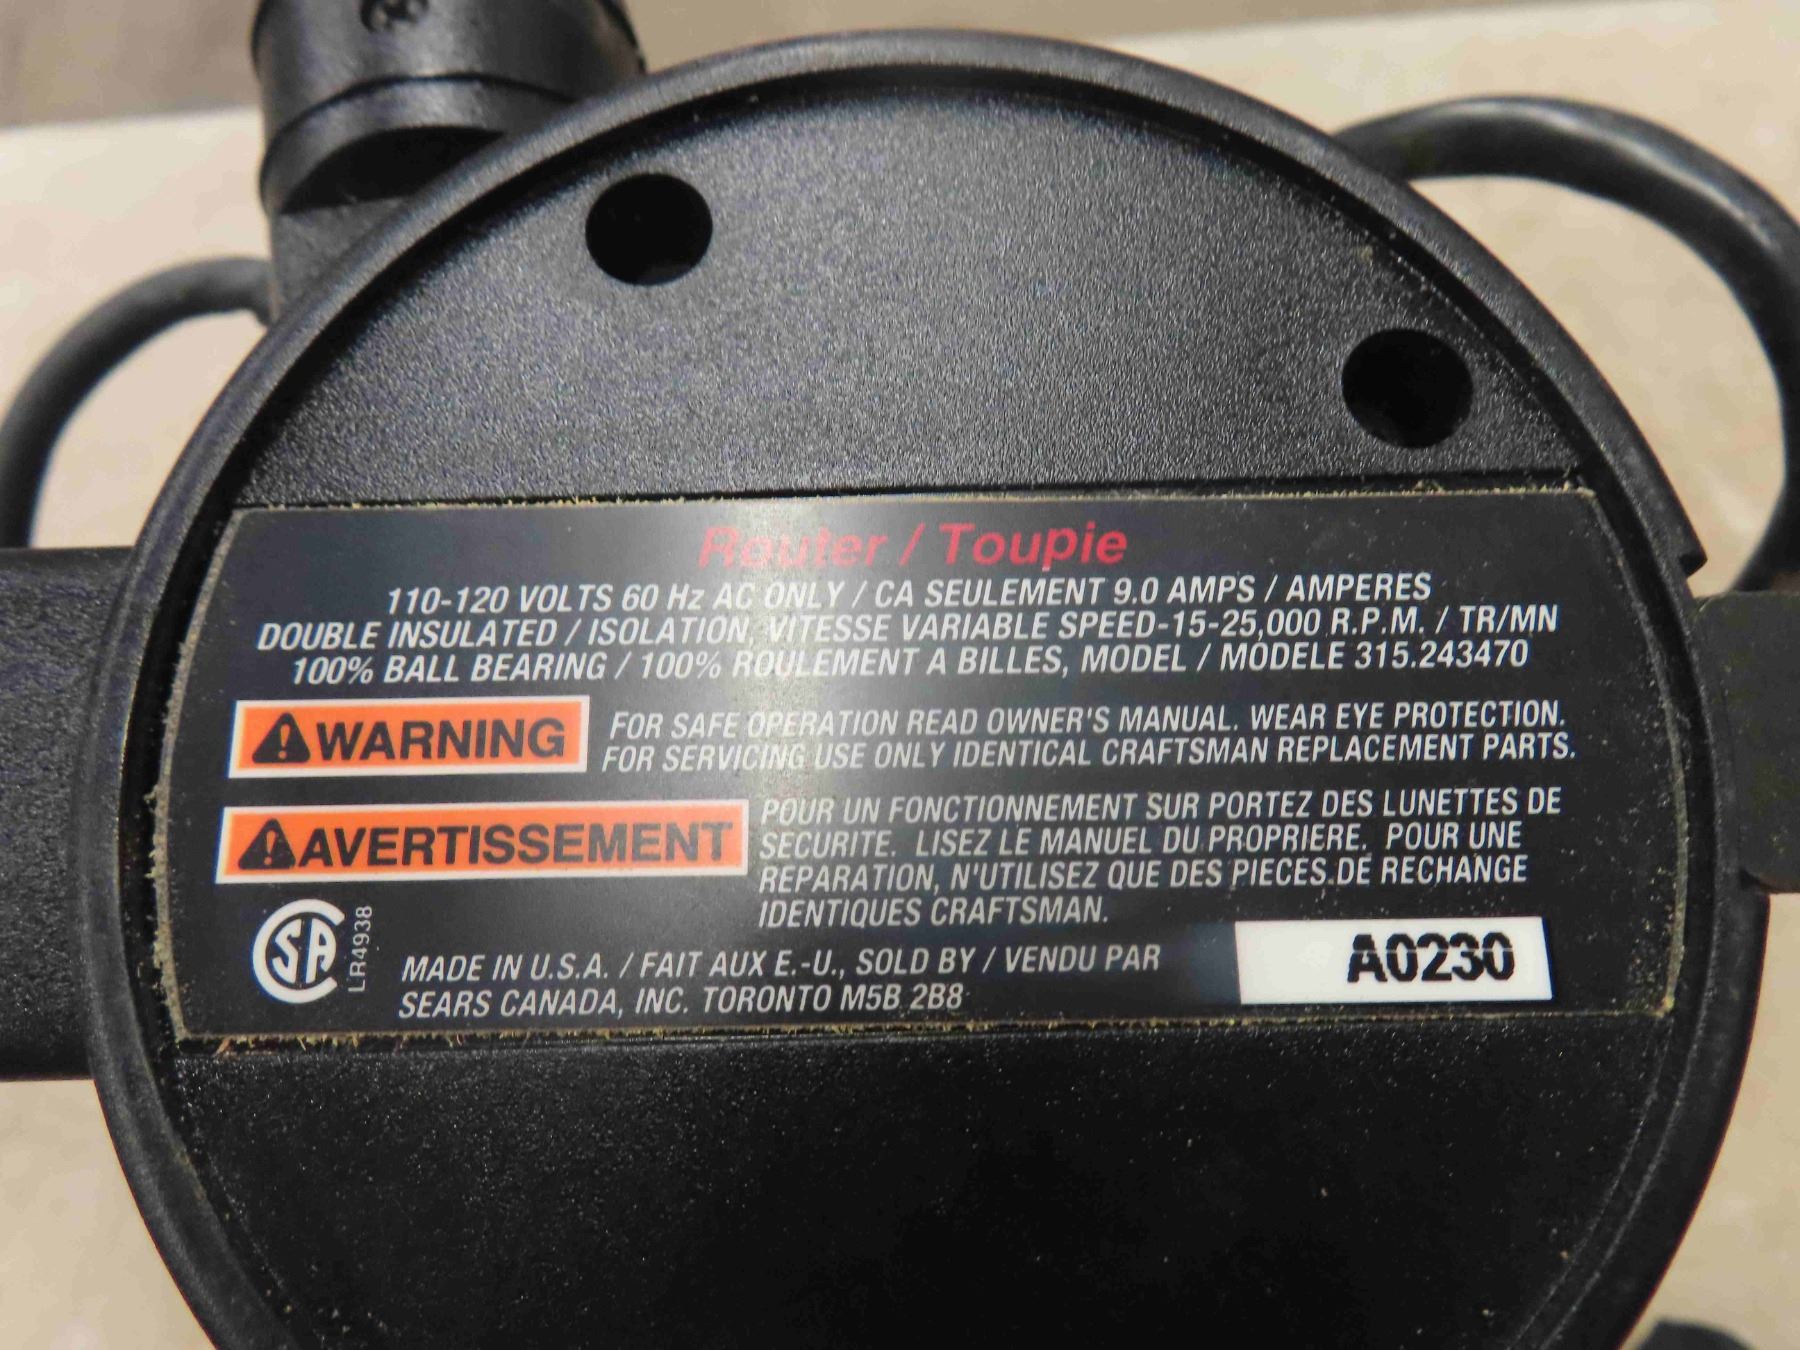 Router / Toupie
110-120 VOLTS 60 Hz AC ONLY / CA SEULEMENT 9.0 AMPS / AMPERES
DOUBLE INSULATED / ISOLATION, VITESSE VARIABLE SPEED-15-25,000 R.P.M. / TR/MN
100% BALL BEARING / 100% ROULEMENT A BILLES, MODEL / MODELE 315.243470
WARNING
FOR SAFE OPERATION READ OWNER'S MANUAL. WEAR EYE PROTECTION.
FOR SERVICING USE ONLY IDENTICAL CRAFTSMAN REPLACEMENT PARTS.
AVERTISSEMENT
POUR UN FONCTIONNEMENT SUR PORTEZ DES LUNETTES DE
SECURITE. LISEZ LE MANUEL DU PROPRIERE. POUR UNE
REPARATION, N'UTILISEZ QUE DES PIECES DE RECHANGE
IDENTIQUES CRAFTSMAN.
SA
LR4938
MADE IN U.S.A. / FAIT AUX E.-U., SOLD BY / VENDU PAR
SEARS CANADA, INC. TORONTO M5B 2B8
A0230